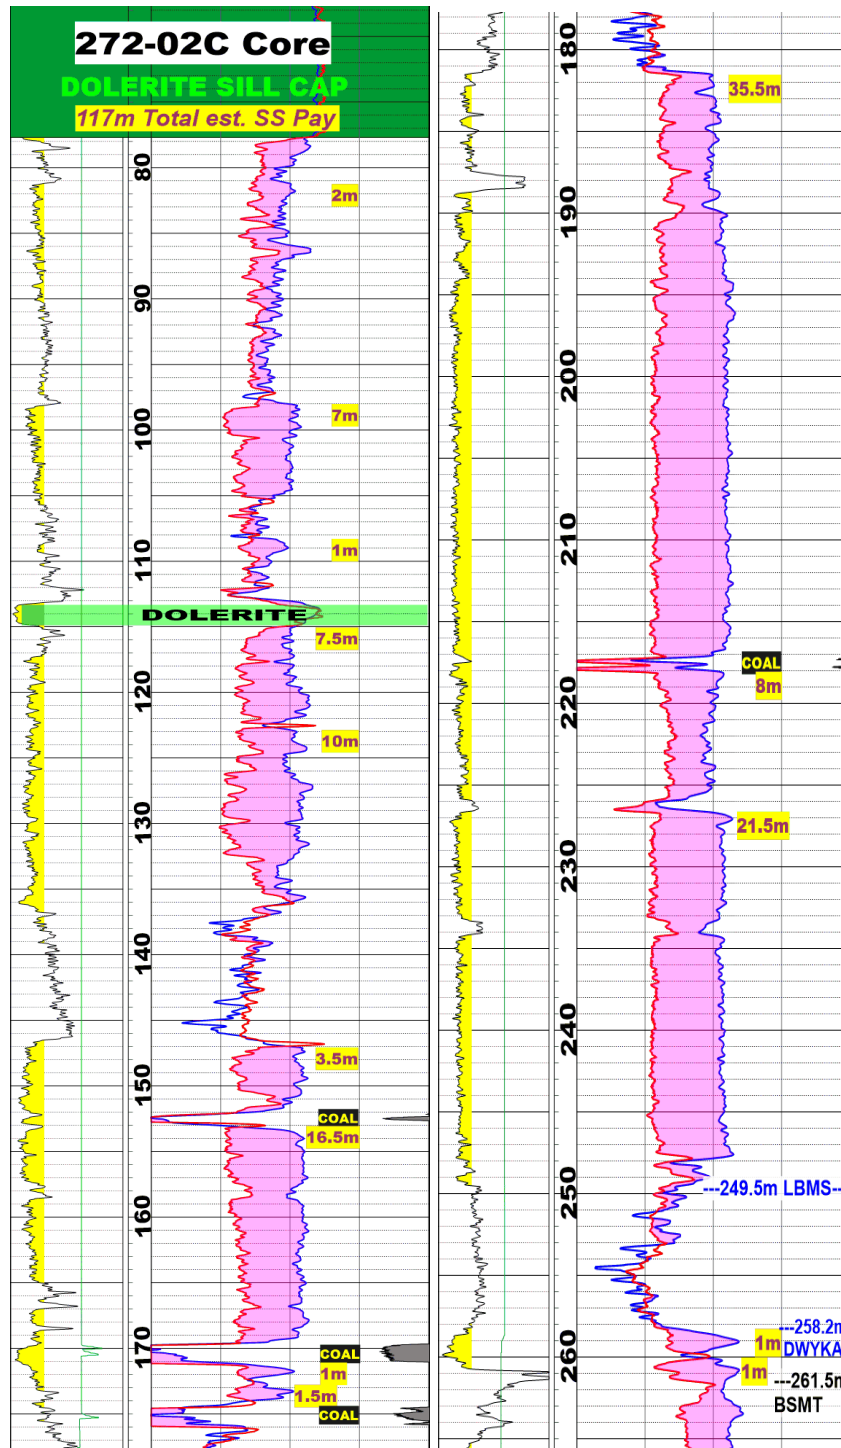 272-02C Core
DOLERITE SILL CAP
117m Total est. SS Pay
80
2m
90
100
7m
110
1m
DOLERITE
7.5m
120
10m
130
140
3.5m
150
COAL
16.5m
160
170
COAL
1m
1.5m
COAL
180
35.5m
190
200
210
COAL
8m
220
21.5m
230
240
250
---249.5m LBMS--
---258.2m
1m
DWYKA
260
1m
---261.5m
BSMT